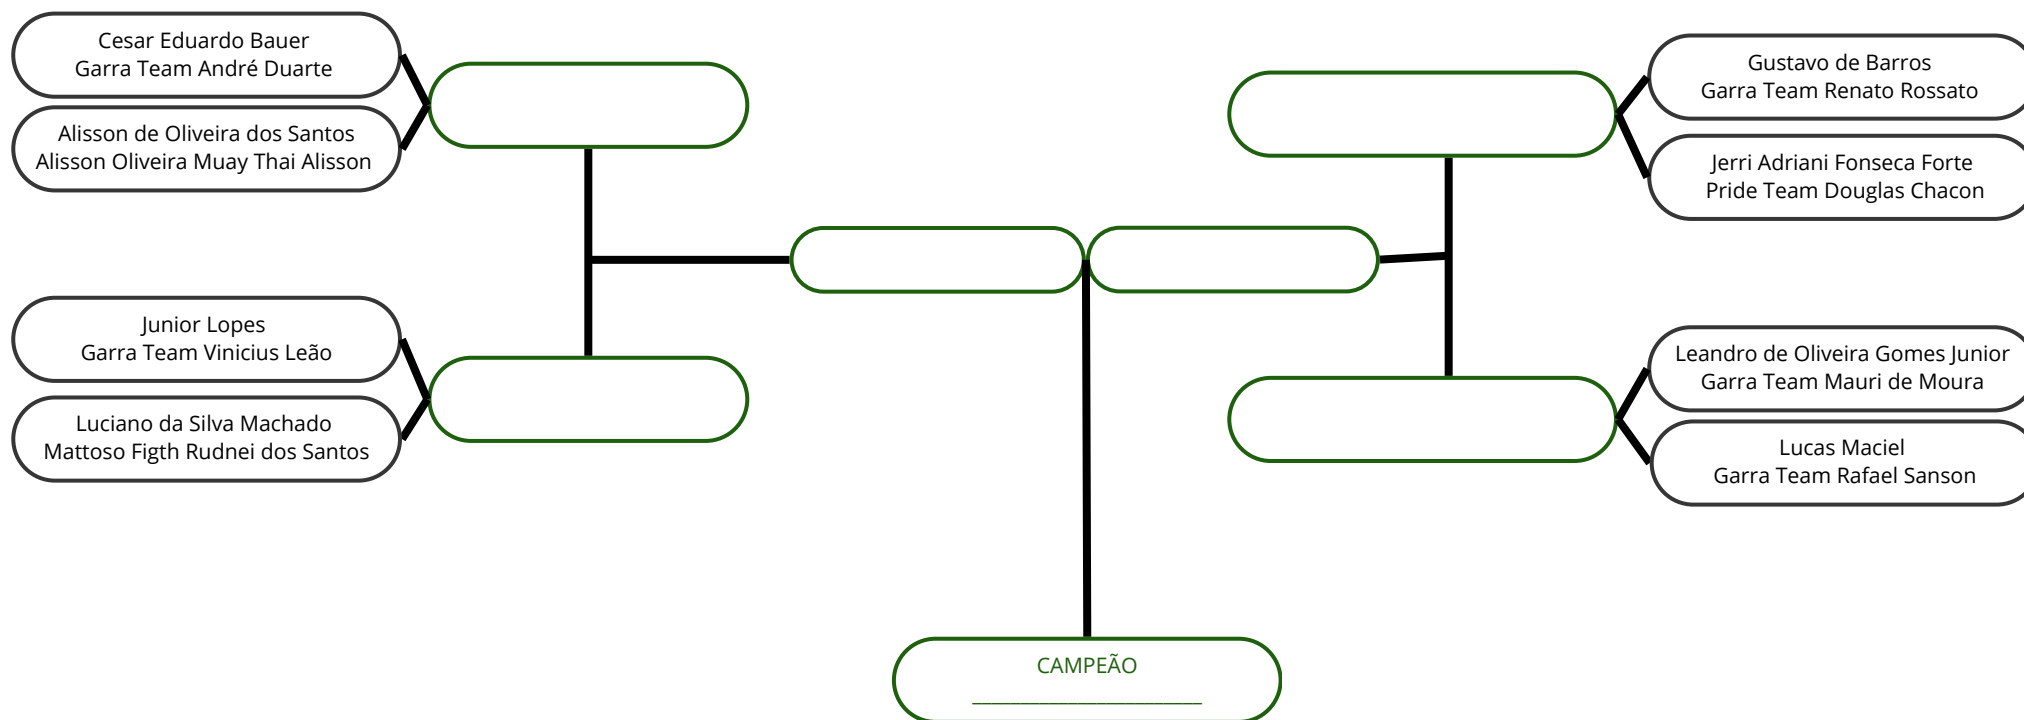 Cesar Eduardo Bauer
Garra Team André Duarte
Alisson de Oliveira dos Santos
Alisson Oliveira Muay Thai Alisson
Junior Lopes
Garra Team Vinicius Leão
Luciano da Silva Machado
Mattoso Figth Rudnei dos Santos
Gustavo de Barros
Garra Team Renato Rossato
Jerri Adriani Fonseca Forte
Pride Team Douglas Chacon
Leandro de Oliveira Gomes Junior
Garra Team Mauri de Moura
Lucas Maciel
Garra Team Rafael Sanson
CAMPEÃO
________________________